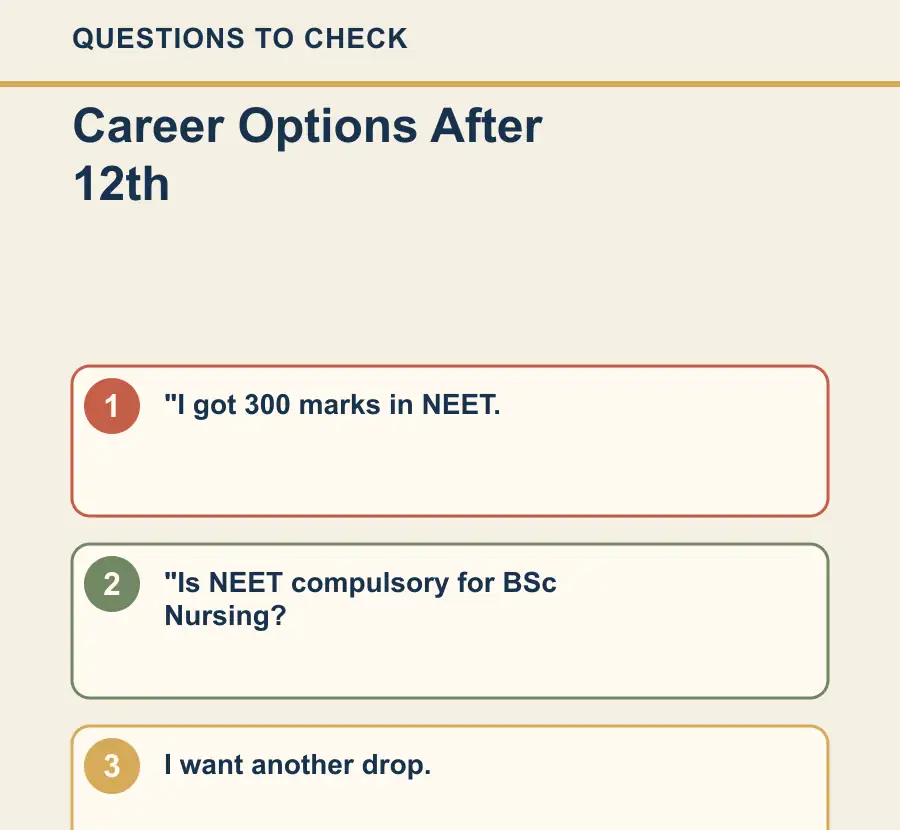 QUESTIONS TO CHECK
Career Options After
12th
1
"I got 300 marks in NEET.
2
"Is NEET compulsory for BSc
Nursing?
3
I want another drop.